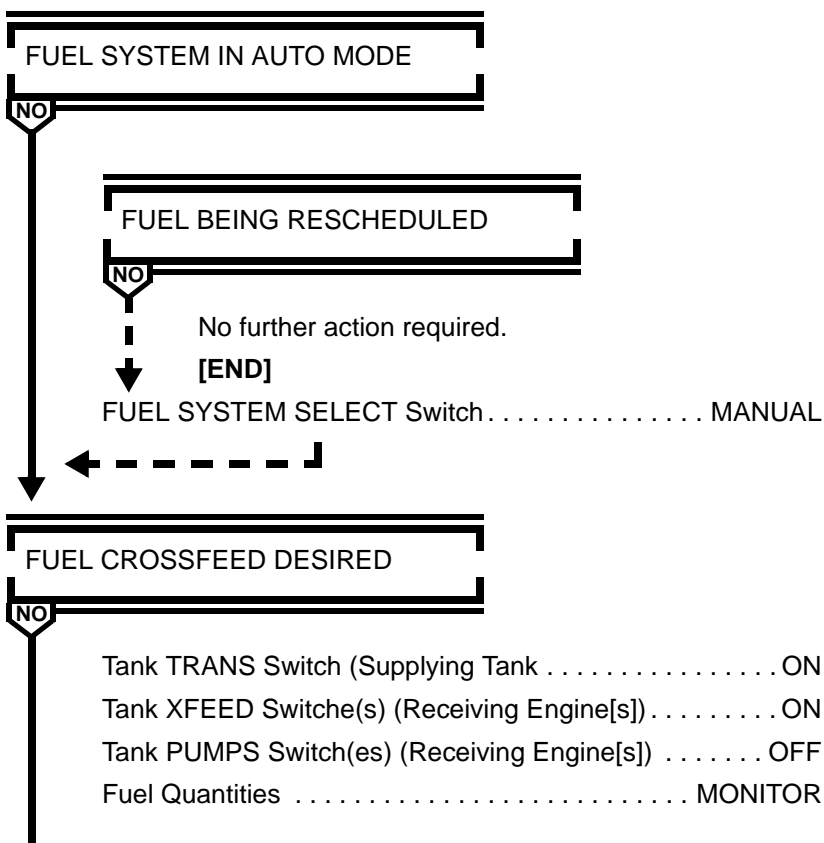 FUEL SYSTEM IN AUTO MODE
NO
FUEL BEING RESCHEDULED
NO
No further action required.
[END]
FUEL SYSTEM SELECT Switch . . . . . . . . . . . . . . . MANUAL
FUEL CROSSFEED DESIRED
NO
Tank TRANS Switch (Supplying Tank . . . . . . . . . . . . . . . . ON
Tank XFEED Switche(s) (Receiving Engine[s]) . . . . . . . . . ON
Tank PUMPS Switch(es) (Receiving Engine[s]) . . . . . . . OFF
Fuel Quantities . . . . . . . . . . . . . . . . . . . . . . . . . . . MONITOR